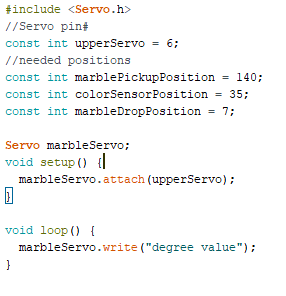 #include <Servo.h>
//Servo pin#
const int upperServo = 6;
//needed positions
const int marblePickupPosition = 140;
const int colorSensorPosition = 35;
const int marbleDropPosition = 7;
Servo marbleServo;
void setup() {
marbleServo.attach(upperServo);
}
void loop() {
marbleServo.write("degree value");
}